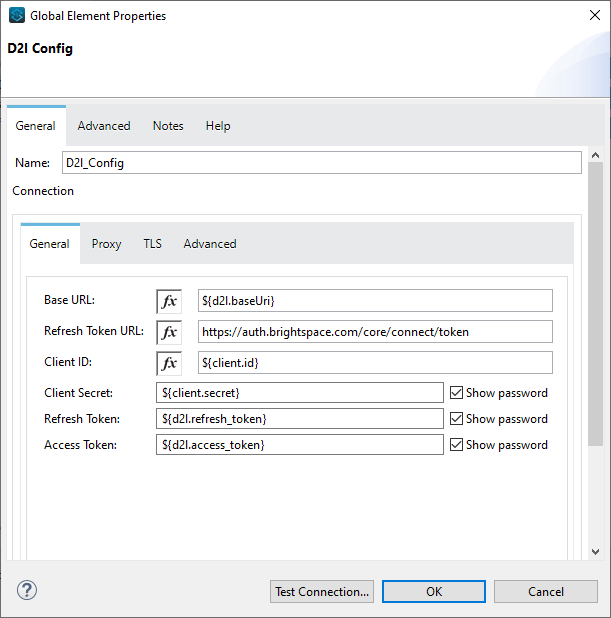 Global Element Properties
D2l Config
General Advanced Notes Help
Name: D2l_Config
Connection
General Proxy TLS Advanced
Base URL: fx ${d2l.baseUri}
Refresh Token URL: fx https://auth.brightspace.com/core/connect/token
Client ID: fx ${client.id}
Client Secret: ${client.secret} Show password
Refresh Token: ${d2l.refresh_token} Show password
Access Token: ${d2l.access_token} Show password
? Test Connection... OK Cancel